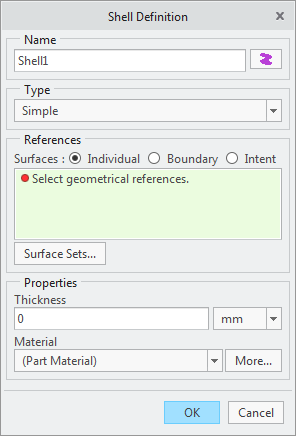 Shell Definition
Name
Shell1
Type
Simple
References
Surfaces : Individual Boundary Intent
Select geometrical references.
Surface Sets...
Properties
Thickness
0 mm
Material
(Part Material) More...
OK Cancel